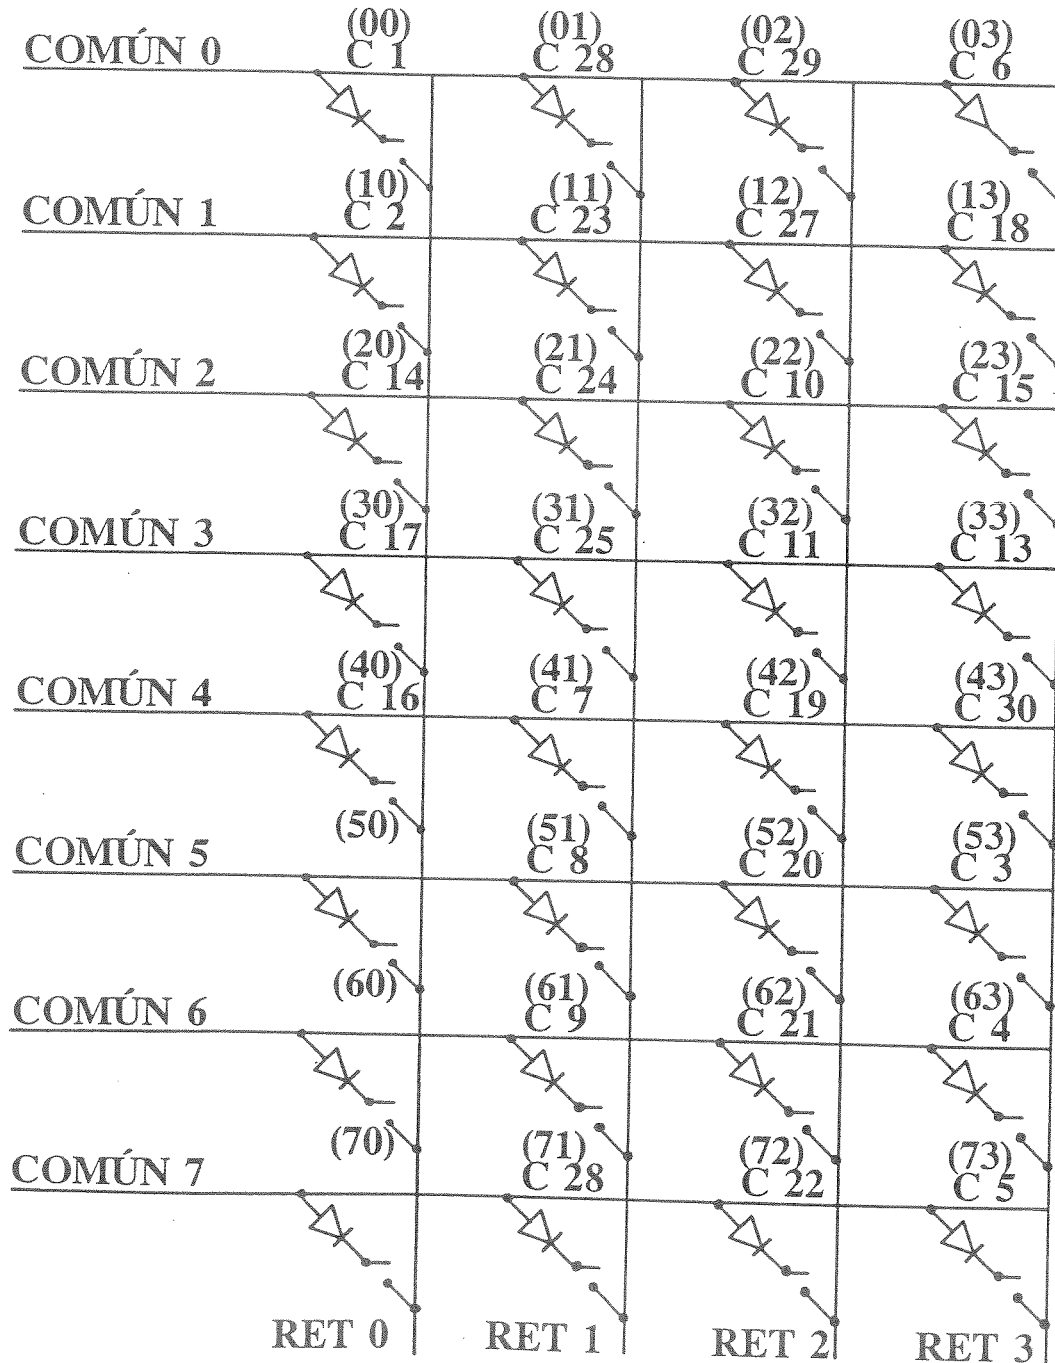 (00) (01) (02) (03)
COMÚN 0 C 1 C 28 C 29 C 6
(10) (11) (12) (13)
COMÚN 1 C 2 C 23 C 27 C 18
(20) (21) (22) (23)
COMÚN 2 C 14 C 24 C 10 C 15
(30) (31) (32) (33)
COMÚN 3 C 17 C 25 C 11 C 13
(40) (41) (42) (43)
COMÚN 4 C 16 C 7 C 19 C 30
(50) (51) (52) (53)
COMÚN 5 C 8 C 20 C 3
(60) (61) (62) (63)
COMÚN 6 C 9 C 21 C 4
(70) (71) (72) (73)
COMÚN 7 C 28 C 22 C 5
RET 0 RET 1 RET 2 RET 3